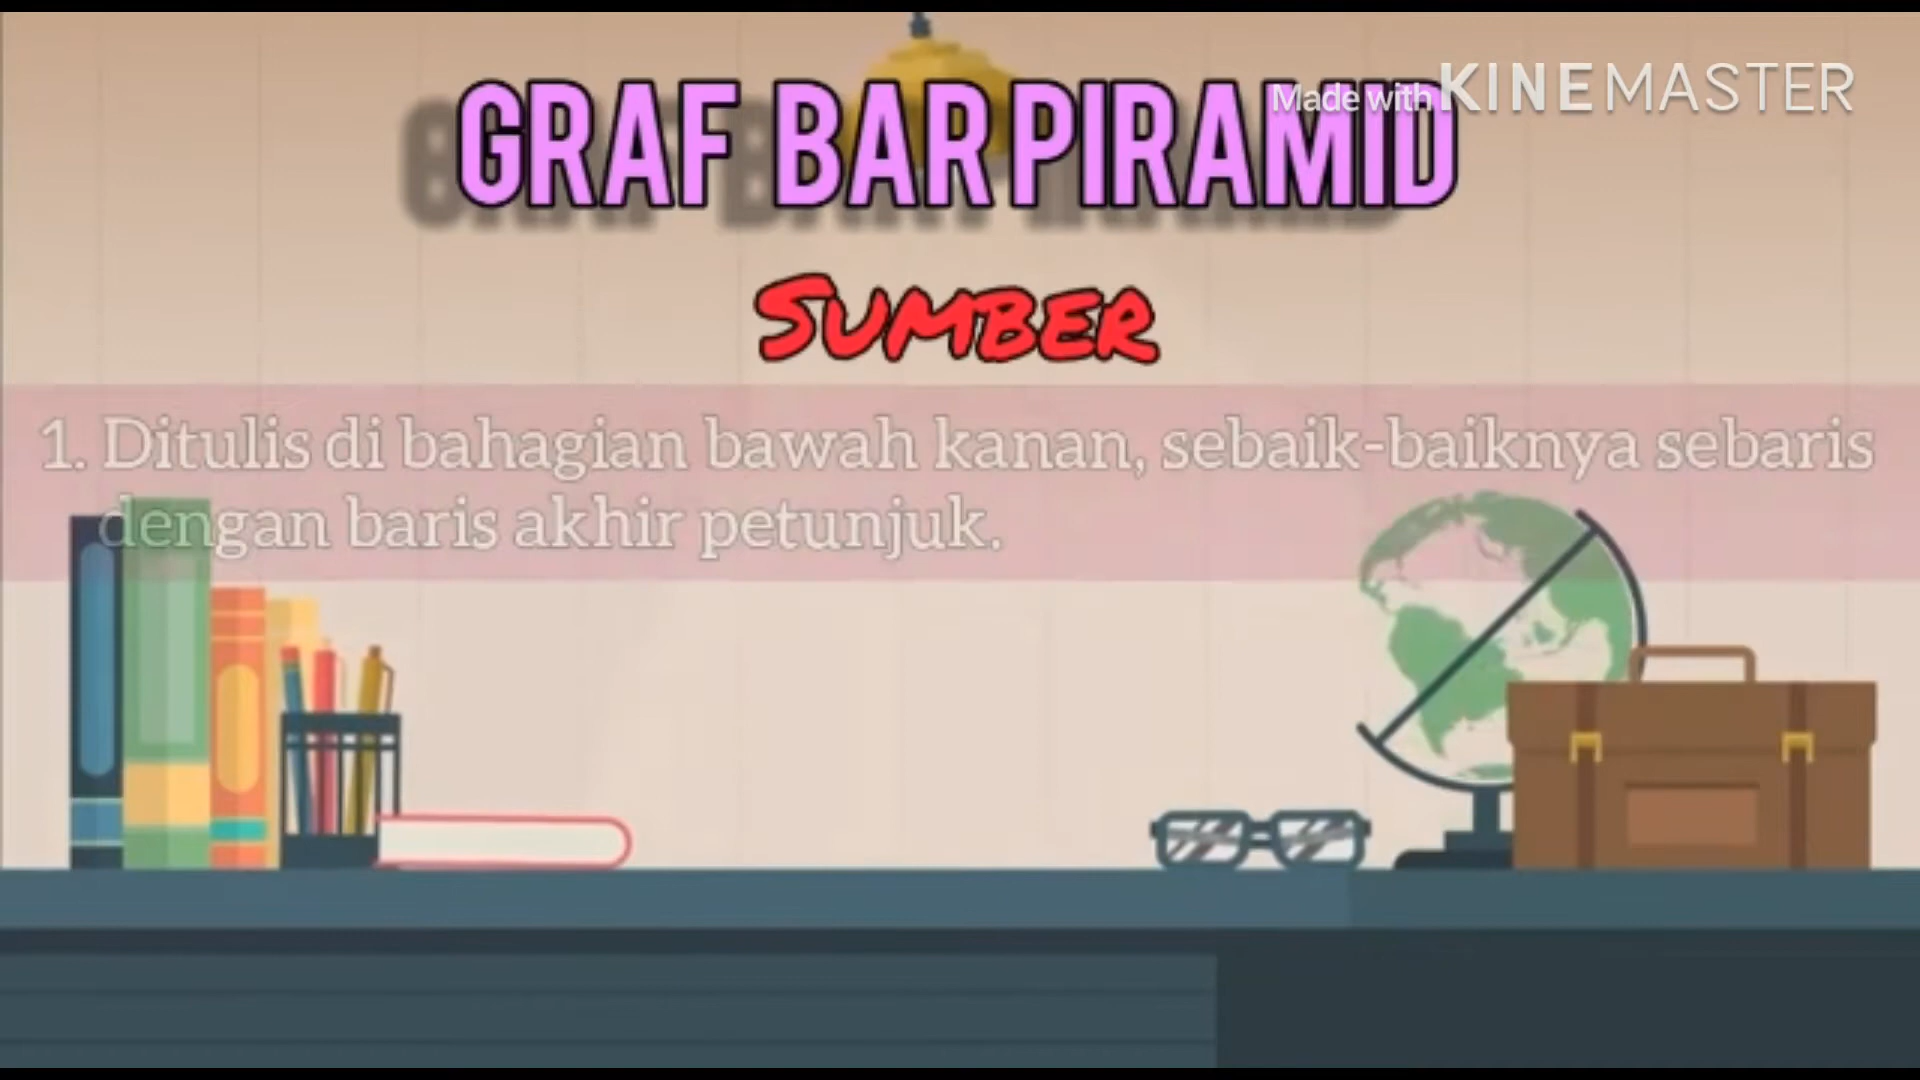 GRAF BAR PIRAMID
Made with KINEMASTER
SUMBER
1. Ditulis di bahagian bawah kanan, sebaik-baiknya sebaris
dengan baris akhir petunjuk.